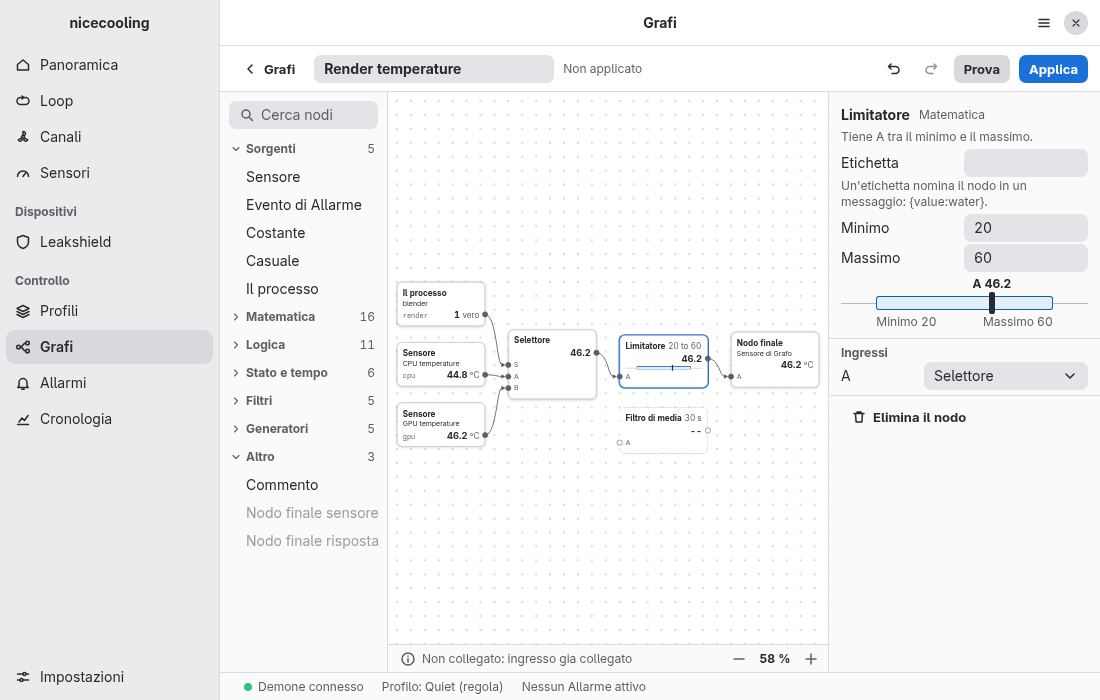 nicecooling
Grafi
Panoramica
Loop
Canali
Sensori
Dispositivi
Leakshield
Controllo
Profili
Grafi
Allarmi
Cronologia
Impostazioni
Grafi
Render temperature
Non applicato
Prova
Applica
Cerca nodi
Sorgenti 5
Sensore
Evento di Allarme
Costante
Casuale
Il processo
Matematica 16
Logica 11
Stato e tempo 6
Filtri 5
Generatori 5
Altro 3
Commento
Nodo finale sensore
Nodo finale risposta
Il processo
blender
render 1 vero
Sensore
CPU temperature
cpu 44.8 °C
Sensore
GPU temperature
gpu 46.2 °C
Selettore
46.2
S
A
B
Limitatore 20 to 60
46.2
A
Filtro di media 30 s
--
A
Nodo finale
Sensore di Grafo
46.2 °C
A
Non collegato: ingresso gia collegato
58 %
Limitatore Matematica
Tiene A tra il minimo e il massimo.
Etichetta
Un'etichetta nomina il nodo in un
messaggio: {value:water}.
Minimo 20
Massimo 60
A 46.2
Minimo 20 Massimo 60
Ingressi
A Selettore
Elimina il nodo
Demone connesso
Profilo: Quiet (regola)
Nessun Allarme attivo